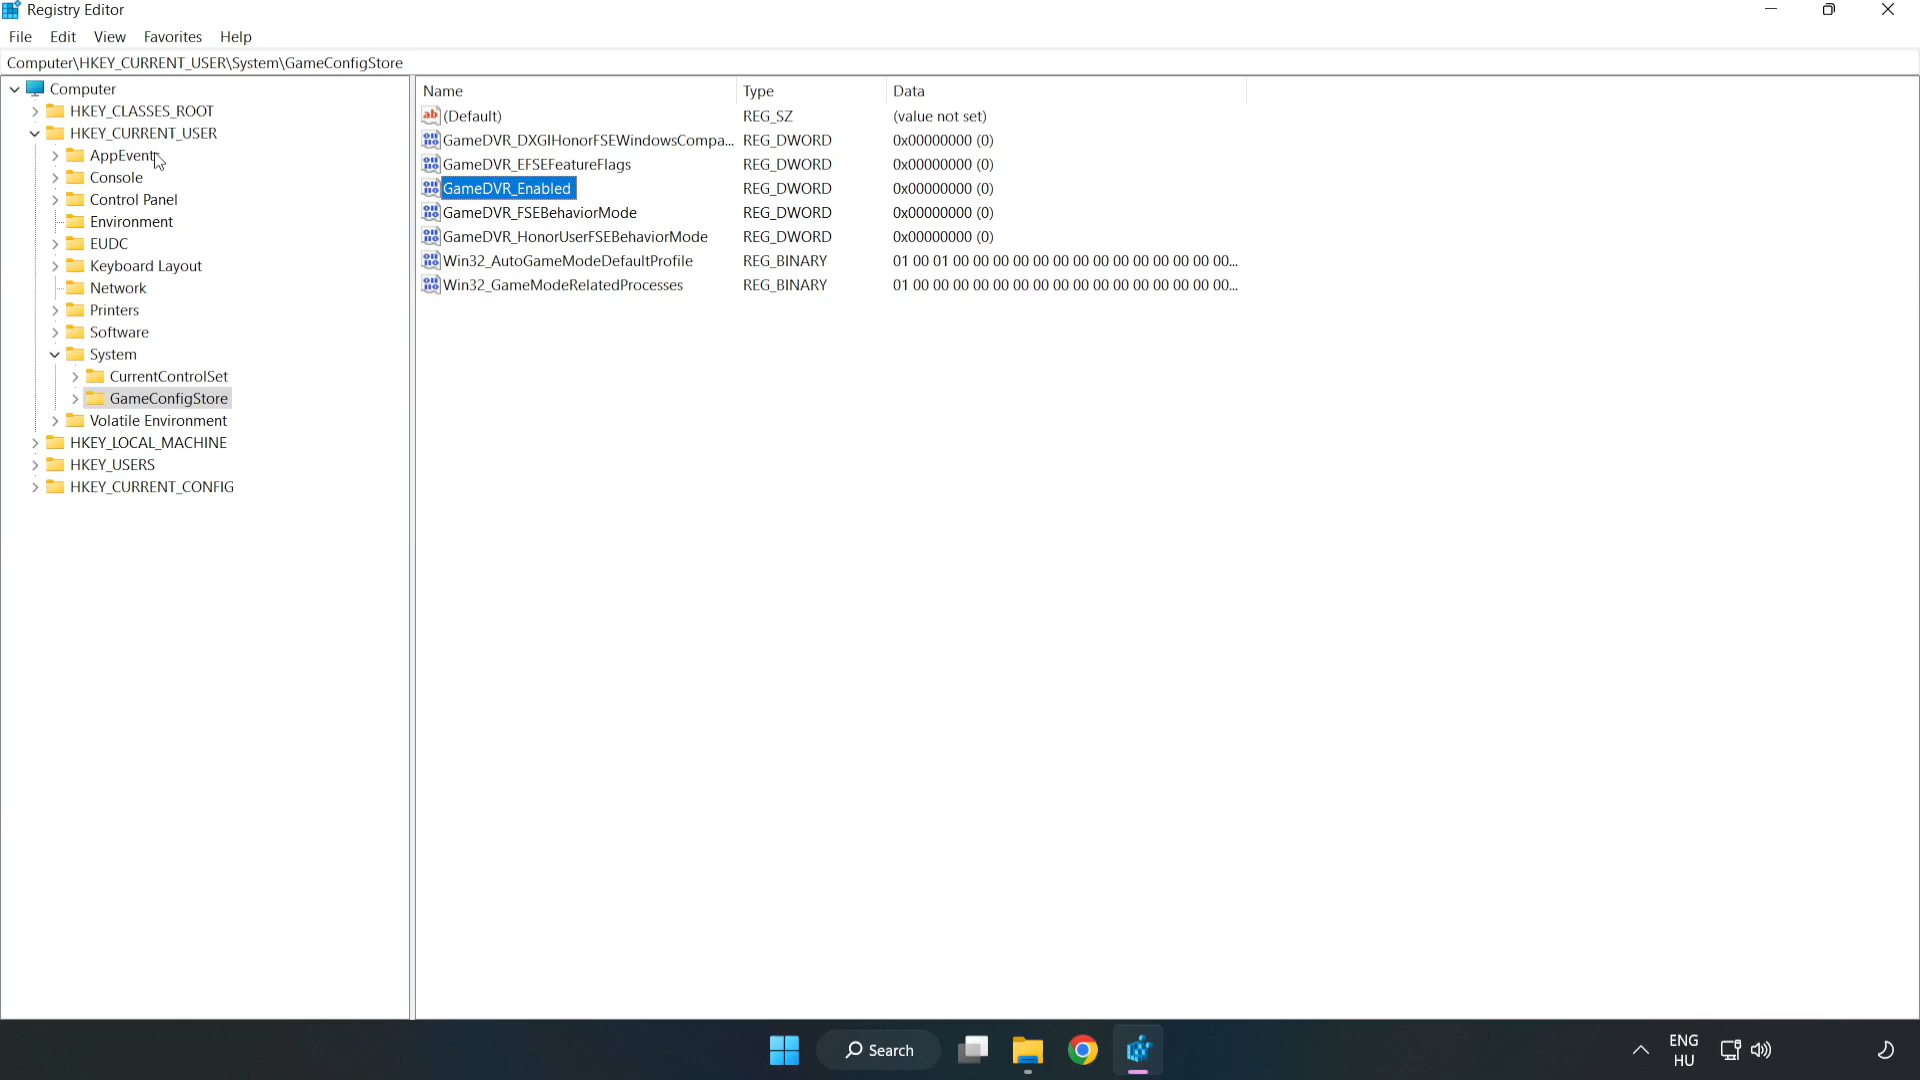 Registry Editor
File Edit View Favorites Help
Computer\HKEY_CURRENT_USER\System\GameConfigStore
Computer
HKEY_CLASSES_ROOT
HKEY_CURRENT_USER
AppEvents
Console
Control Panel
Environment
EUDC
Keyboard Layout
Network
Printers
Software
System
CurrentControlSet
GameConfigStore
Volatile Environment
HKEY_LOCAL_MACHINE
HKEY_USERS
HKEY_CURRENT_CONFIG
Name Type Data
(Default) REG_SZ (value not set)
GameDVR_DXGIHonorFSEWindowsCompa... REG_DWORD 0x00000000 (0)
GameDVR_EFSEFeatureFlags REG_DWORD 0x00000000 (0)
GameDVR_Enabled REG_DWORD 0x00000000 (0)
GameDVR_FSEBehaviorMode REG_DWORD 0x00000000 (0)
GameDVR_HonorUserFSEBehaviorMode REG_DWORD 0x00000000 (0)
Win32_AutoGameModeDefaultProfile REG_BINARY 01 00 01 00 00 00 00 00 00 00 00 00 00 00 00 00 00...
Win32_GameModeRelatedProcesses REG_BINARY 01 00 00 00 00 00 00 00 00 00 00 00 00 00 00 00 00...
Search
ENG
HU